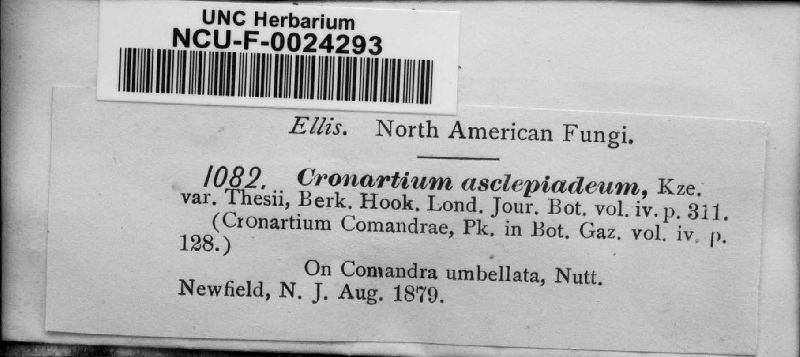 UNC Herbarium
NCU-F-0024293
Ellis. North American Fungi.
1082. Cronartium asclepiadeum, Kze.
var. Thesii, Berk. Hook. Lond. Jour. Bot. vol. iv. p. 311.
(Cronartium Comandrae, Pk. in Bot. Gaz. vol. iv. p.
128.)
On Comandra umbellata, Nutt.
Newfield, N. J. Aug. 1879.